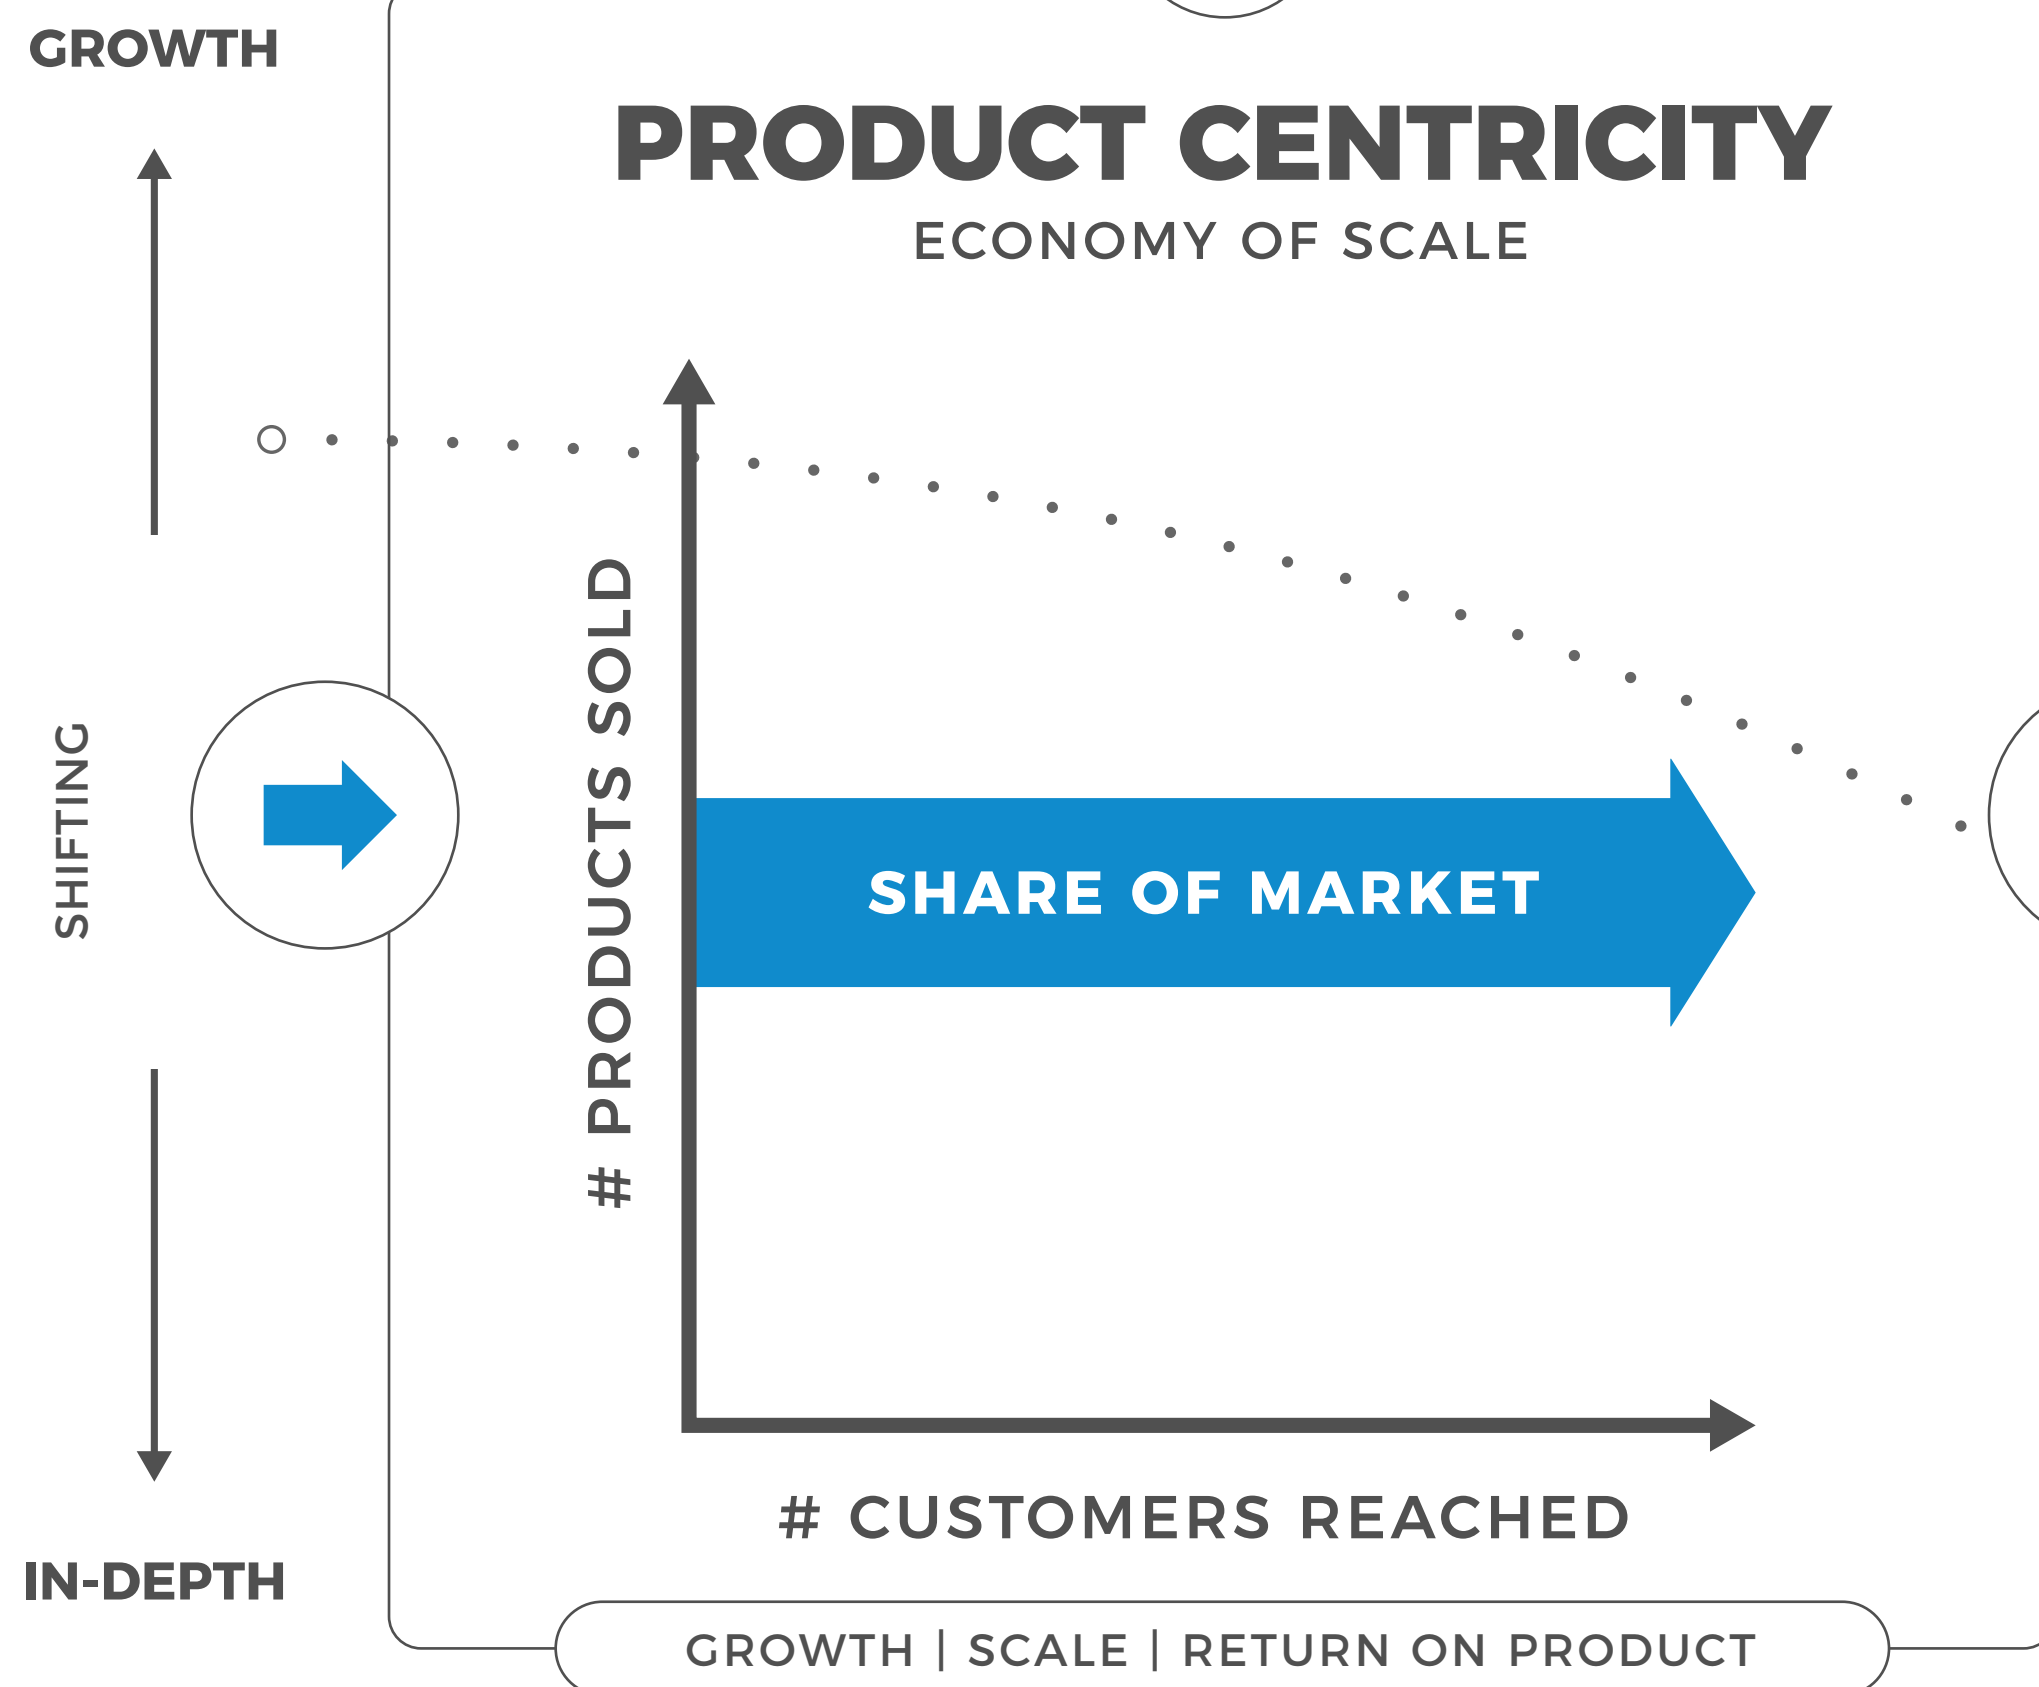 GROWTH
PRODUCT CENTRICITY
ECONOMY OF SCALE
SHIFTING
# PRODUCTS SOLD
SHARE OF MARKET
# CUSTOMERS REACHED
IN-DEPTH
GROWTH | SCALE | RETURN ON PRODUCT